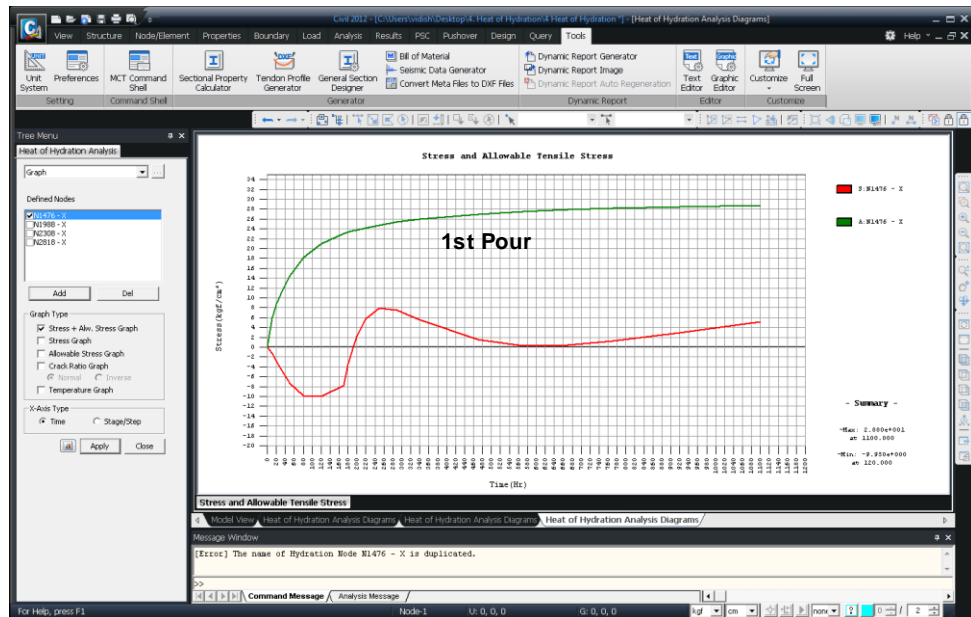 Civil 2012 - [C:\Users\vidish\Desktop\4. Heat of Hydration\4 Heat of Hydration *] - [Heat of Hydration Analysis Diagrams]
View Structure Node/Element Properties Boundary Load Analysis Results PSC Pushover Design Query Tools Help
Unit System
Preferences
MCT Command Shell
Sectional Property Calculator
Tendon Profile Generator
General Section Designer
Bill of Material
Seismic Data Generator
Convert Meta Files to DXF Files
Dynamic Report Generator
Dynamic Report Image
Dynamic Report Auto Regeneration
Text Editor
Graphic Editor
Customize
Full Screen
Setting Command Shell Generator Dynamic Report Editor Customize
Tree Menu
Heat of Hydration Analysis
Graph
Defined Nodes
N1476 - X
N1988 - X
N2308 - X
N2818 - X
Add Del
Graph Type
Stress + Alw. Stress Graph
Stress Graph
Allowable Stress Graph
Crack Ratio Graph
Normal Inverse
Temperature Graph
X-Axis Type
Time Stage/Step
Apply Close
Stress and Allowable Tensile Stress
1st Pour
Stress(kgf/cm²)
34
32
30
28
26
24
22
20
18
16
14
12
10
8
6
4
2
0
-2
-4
-6
-8
-10
-12
-14
-16
-18
-20
Time(Hr)
S:N1476 - X
A:N1476 - X
- Summary -
-Max: 2.880e+001
at 1100.000
-Min: -9.950e+000
at 120.000
Stress and Allowable Tensile Stress
Model View Heat of Hydration Analysis Diagrams Heat of Hydration Analysis Diagrams Heat of Hydration Analysis Diagrams
Message Window
[Error] The name of Hydration Node N1476 - X is duplicated.
>>
Command Message Analysis Message
For Help, press F1 Node-1 U: 0, 0, 0 G: 0, 0, 0 kgf cm none ? 0 / 2